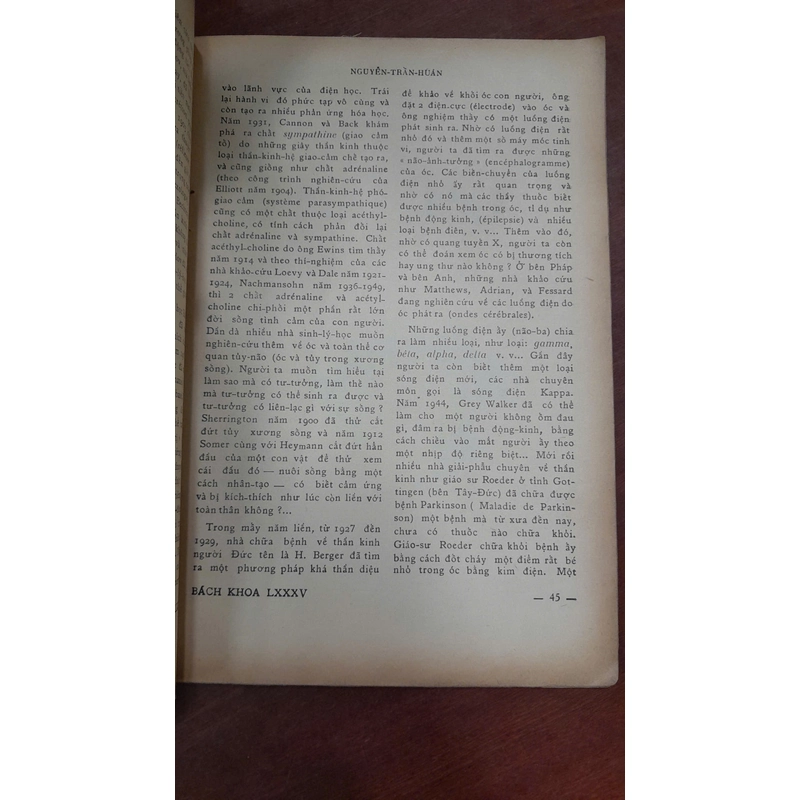 NGUYỄN-TRẦN-HUÂN
vào lãnh vực của điện học. Trái
lại hành vi đó phức tạp vô cùng và
còn tạo ra nhiều phản ứng hóa học.
Năm 1931, Cannon và Back khám
phá ra chất sympathine (giao cảm
tố) do những giây thần kinh thuộc
loại thần-kinh-hệ giao-cảm chế tạo ra,
và cũng giống như chất adrénaline
(theo công trình nghiên-cứu của
Elliott năm 1904). Thần-kinh-hệ phó-
giao cảm (système parasympathique)
cũng có một chất thuộc loại acéthyl-
choline, có tính cách phản đối lại
chất adrénaline và sympathine. Chất
acéthyl-choline do ông Ewins tìm thấy
năm 1914 và theo thí-nghiệm của các
nhà khảo-cứu Loevy và Dale năm 1921-
1924, Nachmansohn năm 1936-1949,
thì 2 chất adrénaline và acétyl-
choline chi-phối một phần rất lớn
đời sống tình cảm của con người.
Dần dà nhiều nhà sinh-lý-học muốn
nghiên-cứu thêm về óc và toàn thể cơ
quan tủy-não (óc và tủy trong xương
sống). Người ta muốn tìm hiểu tại
làm sao mà có tư-tưởng, làm thế nào
mà tư-tưởng có thể sinh ra được và
tư-tưởng có liên-lạc gì với sự sống ?
Sherrington năm 1900 đã thử cắt
đứt tủy xương sống và năm 1912
Somer cùng với Heymann cắt đứt hẳn
đầu của một con vật để thử xem
cái đầu đó — nuôi sống bằng một
cách nhân-tạo — có biết cảm ứng
và bị kích-thích như lúc còn liền với
toàn thân không ?...
Trong mấy năm liền, từ 1927 đến
1929, nhà chữa bệnh về thần kinh
người Đức tên là H. Berger đã tìm
ra một phương pháp khá thần diệu
để khảo về khối óc con người, ông
đặt 2 điện-cực (électrode) vào óc và
ông nghiệm thấy có một luồng điện
phát sinh ra. Nhờ có luồng điện rất
nhỏ đó và thêm một số máy móc tinh
vi, người ta đã tìm ra được những
« não-ảnh-tưởng » (encéphalogramme)
của óc. Các biến-chuyển của luồng
điện nhỏ ấy rất quan trọng và
nhờ có nó mà các thầy thuốc biết
được nhiều bệnh trong óc, tỉ dụ như
bệnh động kinh, (épilepsie) và nhiều
loại bệnh điên, v. v... Thêm vào đó,
nhờ có quang tuyến X, người ta còn
có thể đoán xem óc có bị thương tích
hay ung thư nào không ? Ở bên Pháp
và bên Anh, những nhà khảo cứu
như Matthews, Adrian, và Fessard
đang nghiên cứu về các luồng điện do
óc phát ra (ondes cérébrales).
Những luồng điện ấy (não-ba) chia
ra làm nhiều loại, như loại: gamma,
béta, alpha, delta v. v... Gần đây
người ta còn biết thêm một loại
sóng điện mới, các nhà chuyên
môn gọi là sóng điện Kappa.
Năm 1944, Grey Walker đã có thể
làm cho một người không ốm đau
gì, đâm ra bị bệnh động-kinh, bằng
cách chiếu vào mắt người ấy theo
một nhịp độ riêng biệt... Mới rồi
nhiều nhà giải-phẫu chuyên về thần
kinh như giáo sư Roeder ở tỉnh Got-
tingen (bên Tây-Đức) đã chữa được
bệnh Parkinson ( Maladie de Parkin-
son) một bệnh mà từ xưa đến nay,
chưa có thuốc nào chữa khỏi.
Giáo-sư Roeder chữa khỏi bệnh ấy
bằng cách đốt cháy một điểm rất bé
nhỏ trong óc bằng kim điện. Một
BÁCH KHOA LXXXV
— 45 —